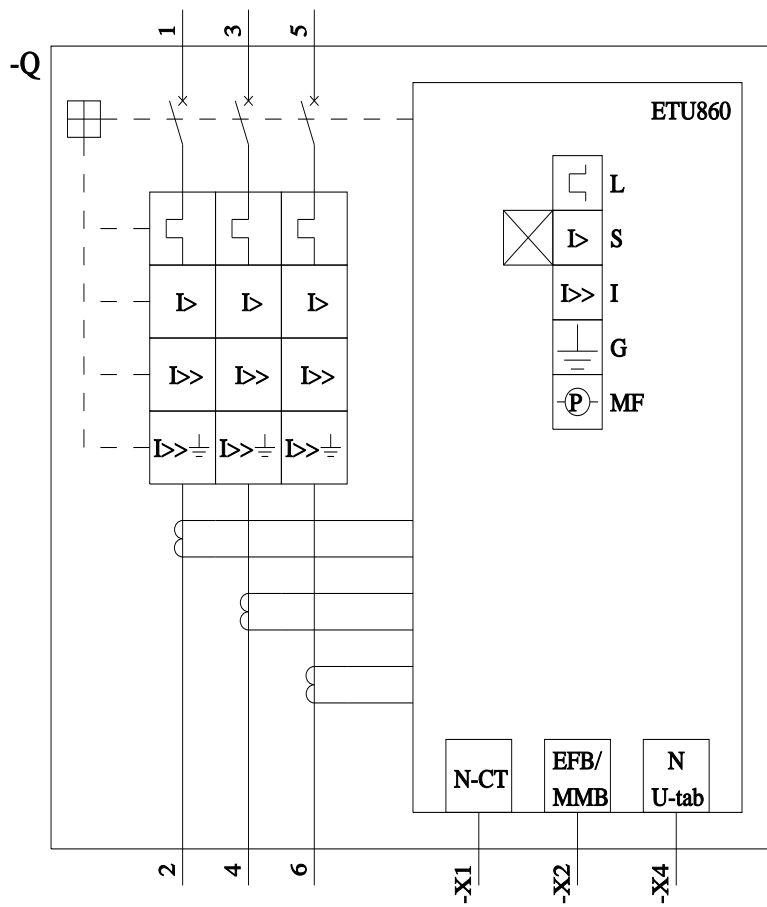 1 3 5
-Q
ETU860
L
I> S
I> I> I> I>> I
G
I>> I>> I>> P MF
I>> I>> I>>
N-CT
EFB/
MMB
N
U-tab
2 4 6 -X1 -X2 -X4